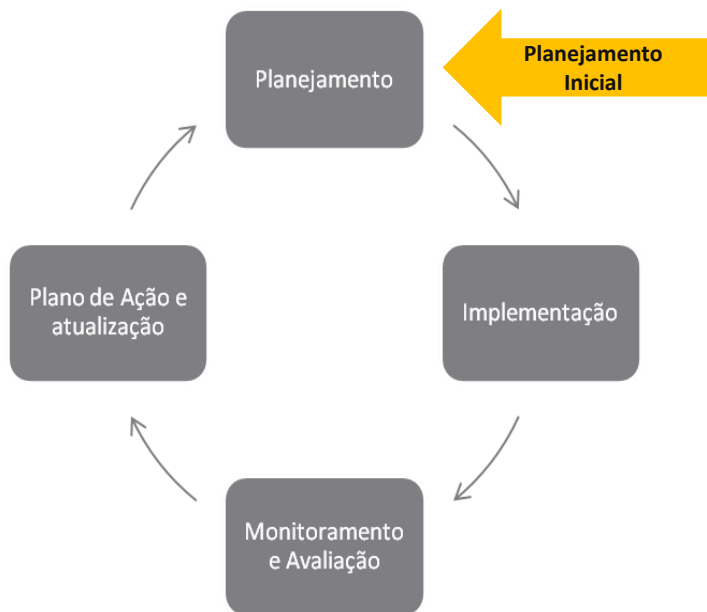 Planejamento
Planejamento
Inicial
Plano de Ação e
atualização
Implementação
Monitoramento
e Avaliação